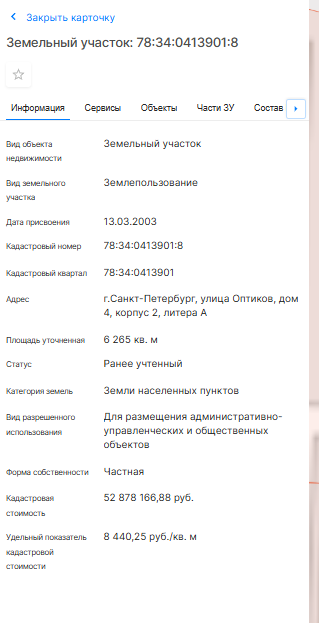 Закрыть карточку
Земельный участок: 78:34:0413901:8
Информация Сервисы Объекты Части ЗУ Состав
Вид объекта недвижимости
Земельный участок
Вид земельного участка
Землепользование
Дата присвоения
13.03.2003
Кадастровый номер
78:34:0413901:8
Кадастровый квартал
78:34:0413901
Адрес
г.Санкт-Петербург, улица Оптиков, дом
4, корпус 2, литера А
Площадь уточненная
6 265 кв. м
Статус
Ранее учтенный
Категория земель
Земли населенных пунктов
Вид разрешенного
использования
Для размещения административно-
управленческих и общественных
объектов
Форма собственности
Частная
Кадастровая
стоимость
52 878 166,88 руб.
Удельный показатель
кадастровой
стоимости
8 440,25 руб./кв. м